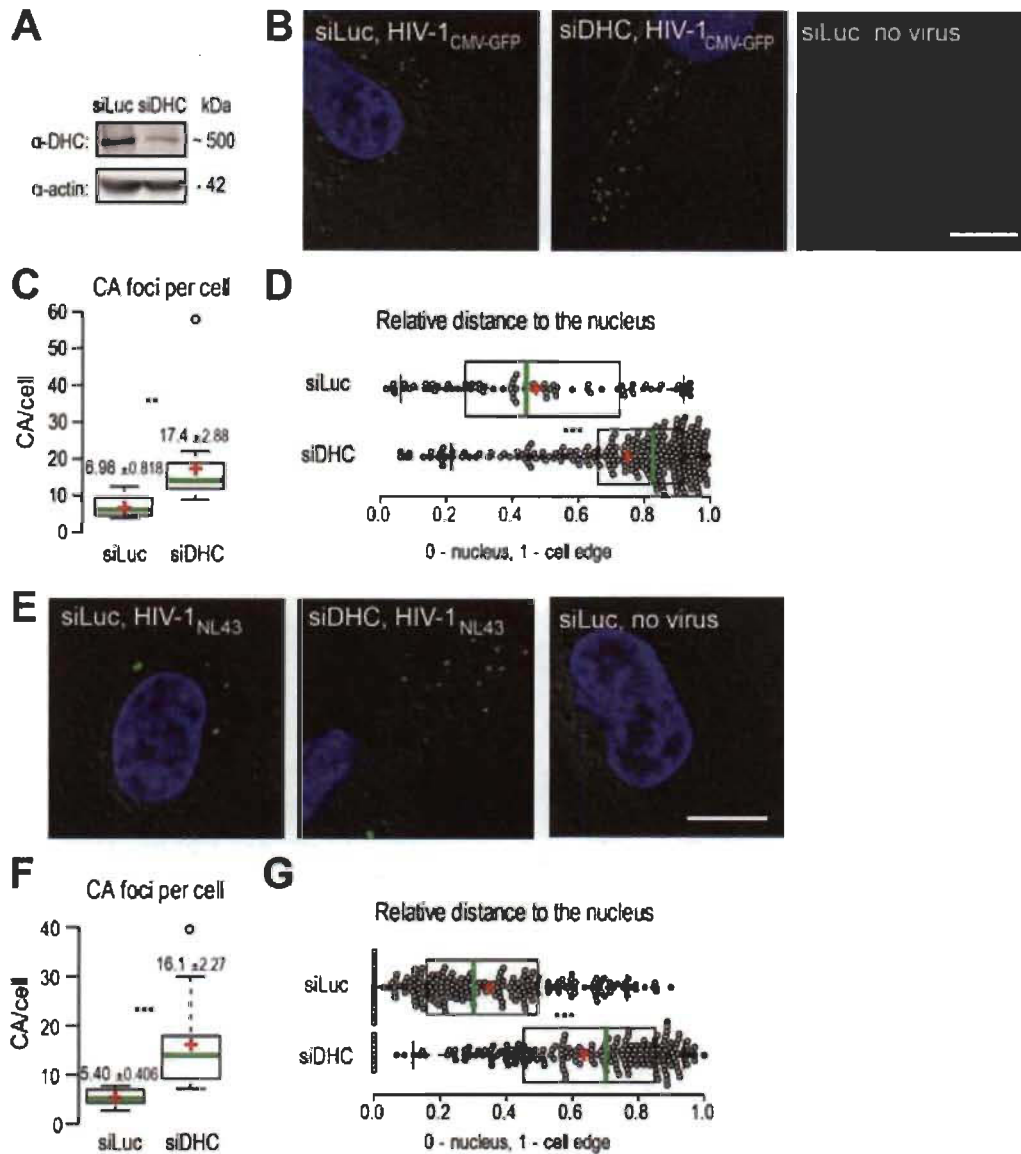 A
siLuc siDHC kDa
α-DHC: ~ 500
α-actin: - 42
B
siLuc, HIV-1CMV-GFP
siDHC, HIV-1CMV-GFP
siLuc no virus
C
CA foci per cell
CA/cell
60
50
40
30
20
10
0
**
6.98 ±0.818
17.4 ±2.88
siLuc siDHC
D
Relative distance to the nucleus
siLuc
***
siDHC
0.0 0.2 0.4 0.6 0.8 1.0
0 - nucleus, 1 - cell edge
E
siLuc, HIV-1NL43
siDHC, HIV-1NL43
siLuc, no virus
F
CA foci per cell
CA/cell
40
30
20
10
0
16.1 ±2.27
***
5.40 ±0.406
siLuc siDHC
G
Relative distance to the nucleus
siLuc
***
siDHC
0.0 0.2 0.4 0.6 0.8 1.0
0 - nucleus, 1 - cell edge